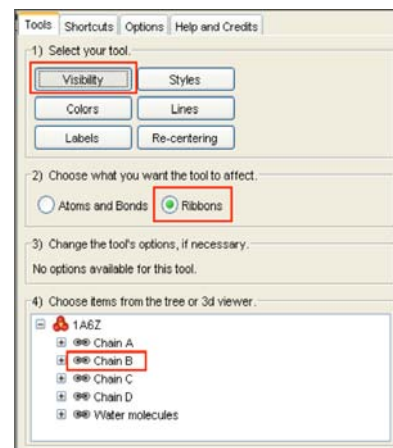 Tools Shortcuts Options Help and Credits
1) Select your tool.
Visibility Styles
Colors Lines
Labels Re-centering
2) Choose what you want the tool to affect.
Atoms and Bonds Ribbons
3) Change the tool's options, if necessary.
No options available for this tool.
4) Choose items from the tree or 3d viewer.
1A6Z
Chain A
Chain B
Chain C
Chain D
Water molecules